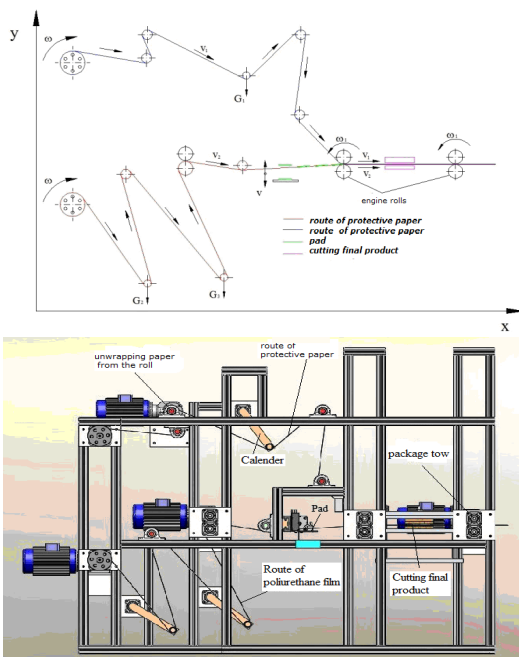 y
ω
v₁
G₁
ω₁
ω₁
v₂
v₁
v₂
v
ω
engine rolls
route of protective paper
route of protective paper
pad
cutting final product
G₂
G₃
x
unwrapping paper
from the roll
route of
protective paper
Calender
package tow
Pad
Route of
poliurethane film
Cutting final
product